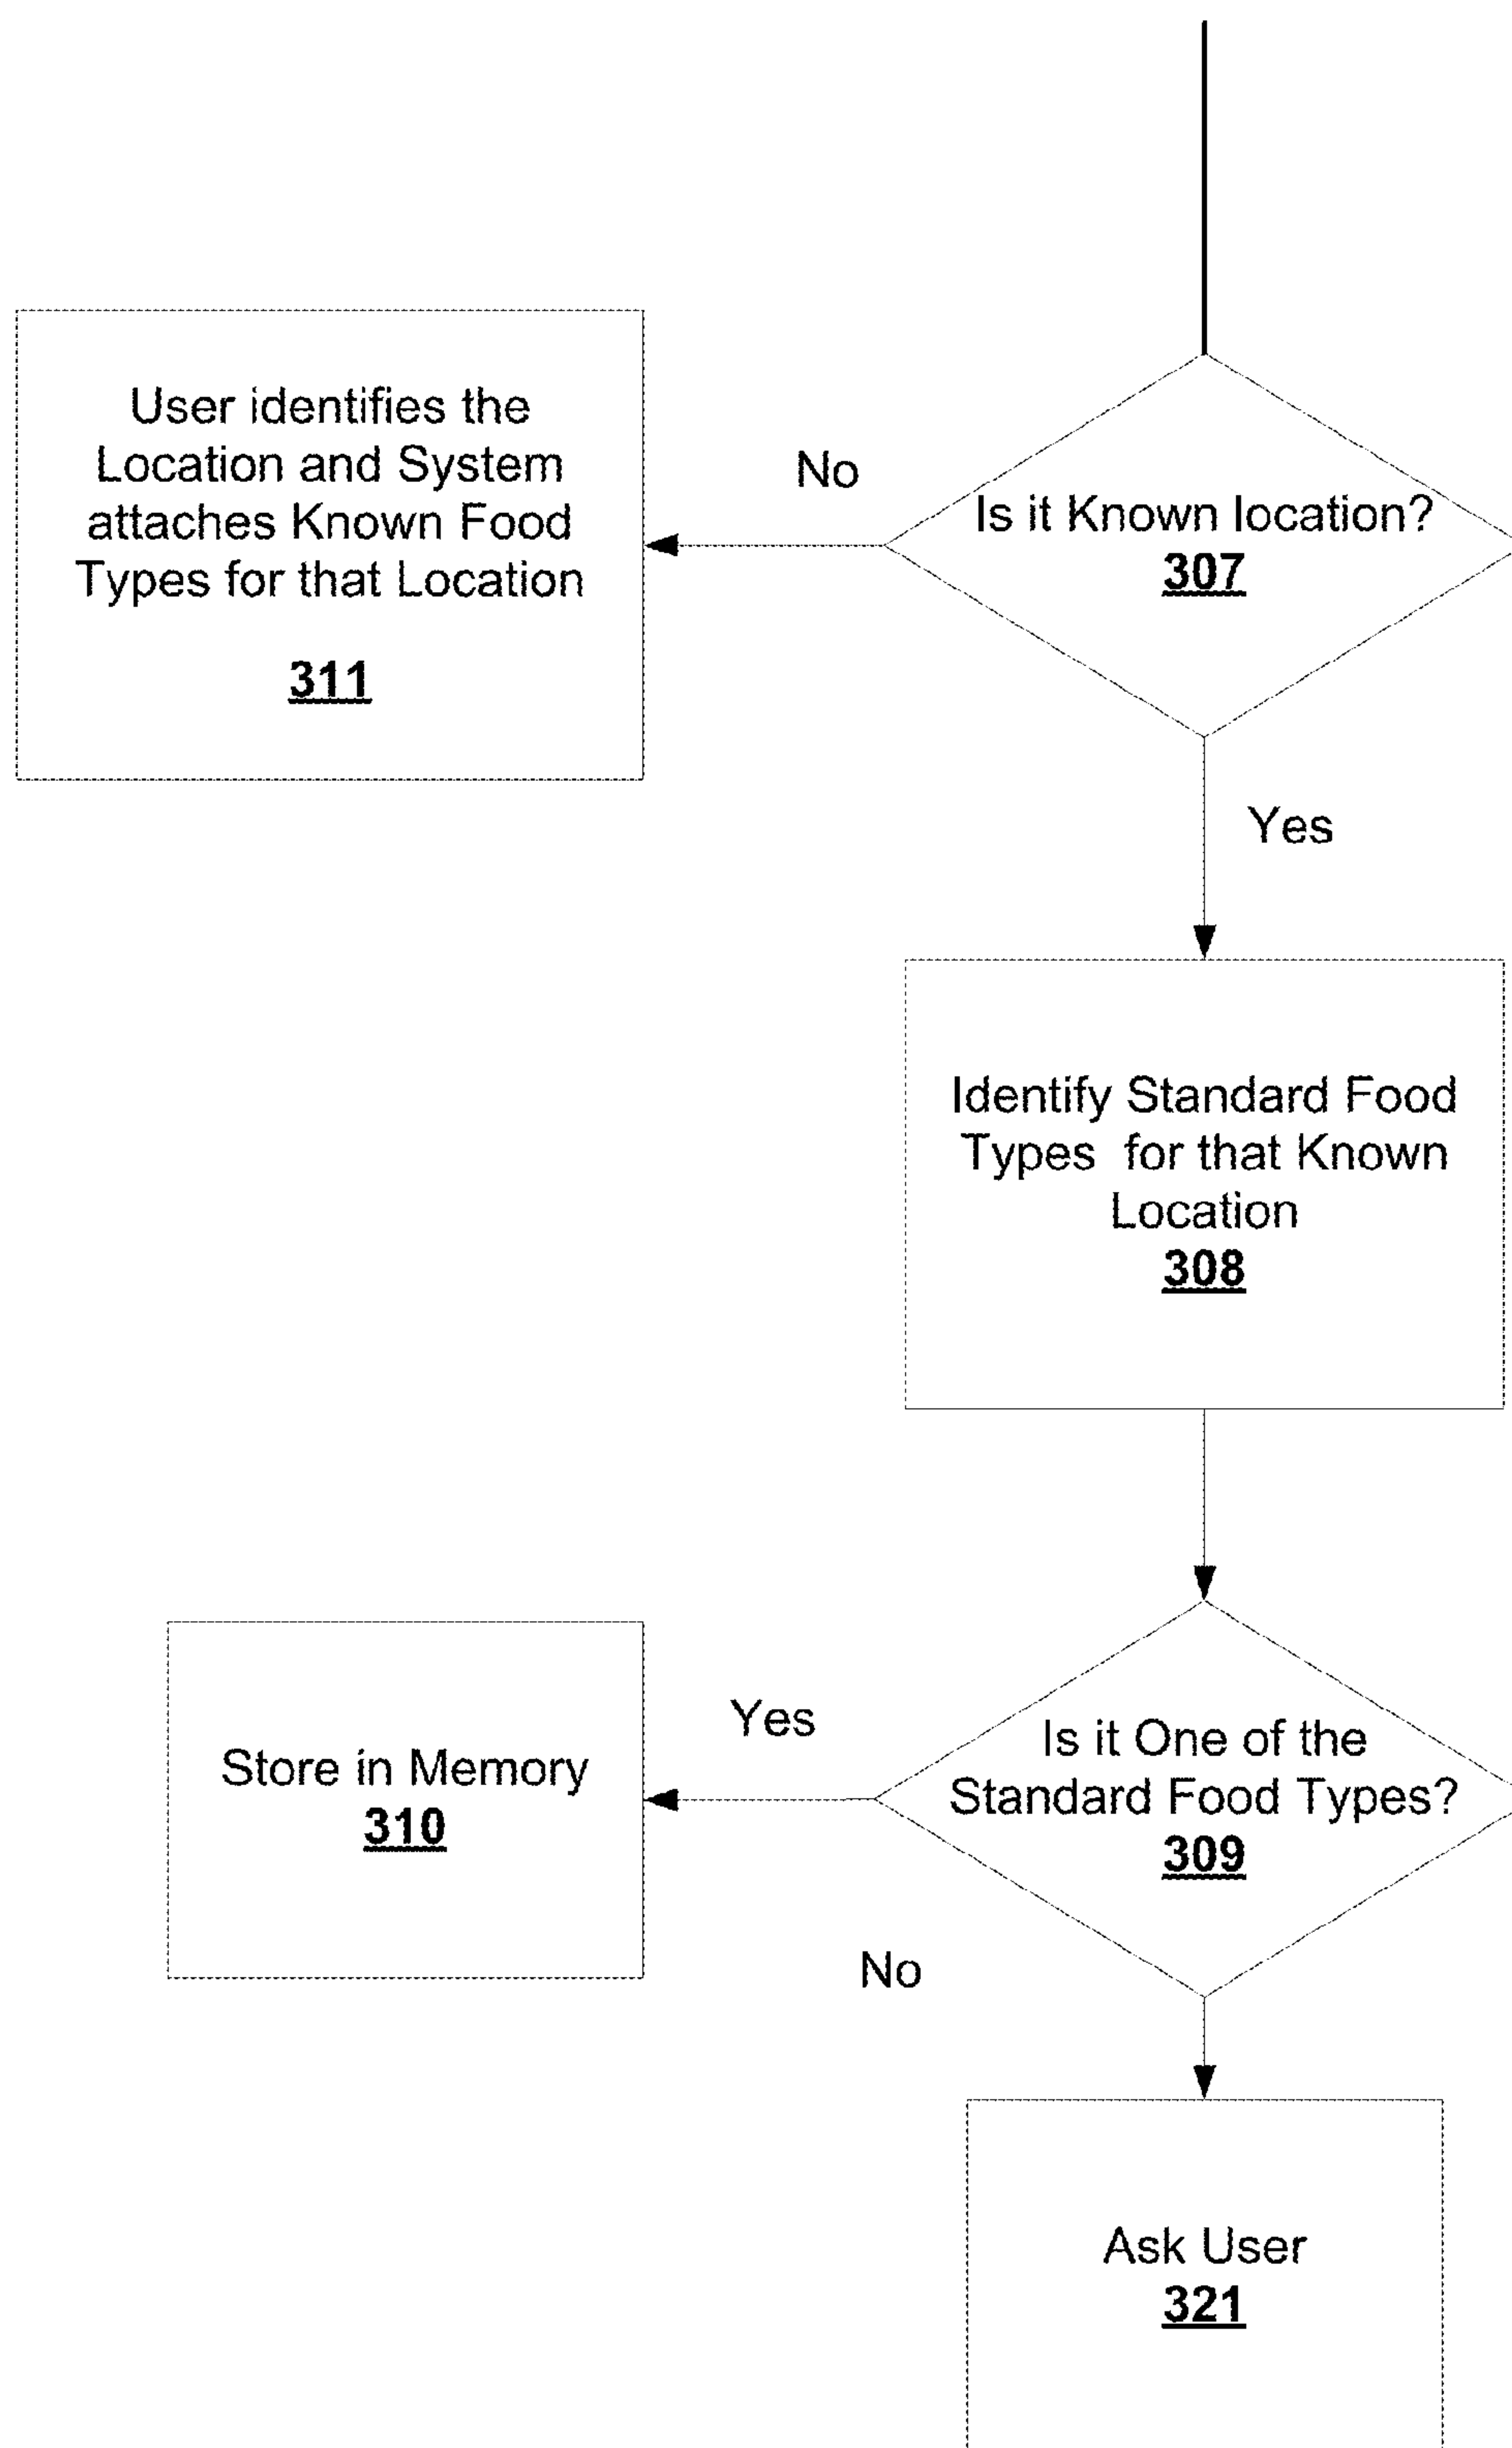 User identifies the
Location and System
attaches Known Food
Types for that Location
311
No
Is it Known location?
307
Yes
Identify Standard Food
Types for that Known
Location
308
Yes
Is it One of the
Standard Food Types?
309
Store in Memory
310
No
Ask User
321